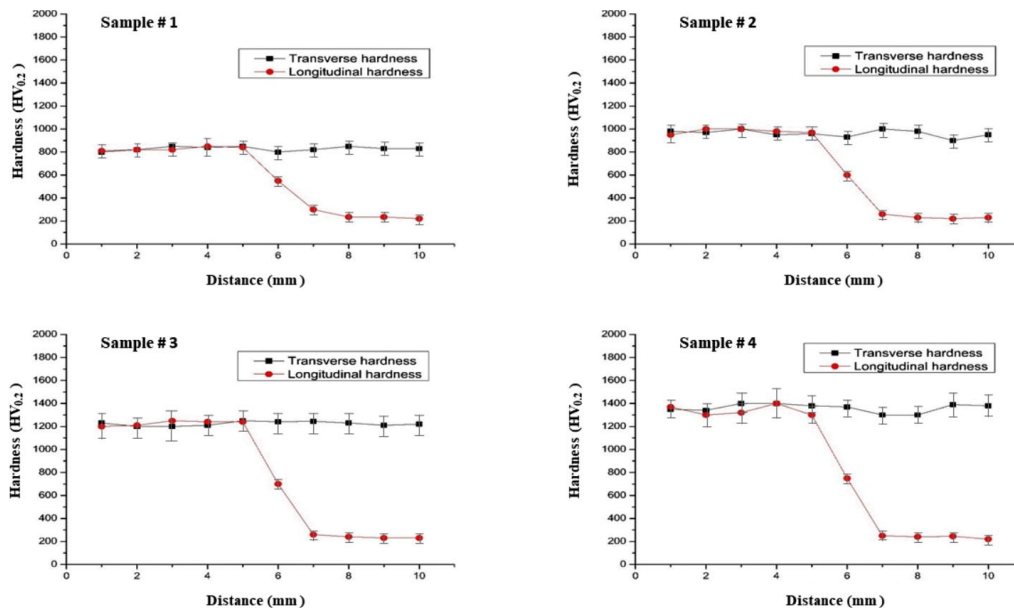 Sample # 1
Transverse hardness
Longitudinal hardness
Hardness (HV0.2)
2000
1800
1600
1400
1200
1000
800
600
400
200
0
0 2 4 6 8 10
Distance (mm )
Sample # 2
Transverse hardness
Longitudinal hardness
Hardness (HV0.2)
2000
1800
1600
1400
1200
1000
800
600
400
200
0
0 2 4 6 8 10
Distance (mm )
Sample # 3
Transverse hardness
Longitudinal hardness
Hardness (HV0.2)
2000
1800
1600
1400
1200
1000
800
600
400
200
0
0 2 4 6 8 10
Distance (mm )
Sample # 4
Transverse hardness
Longitudinal hardness
Hardness (HV0.2)
2000
1800
1600
1400
1200
1000
800
600
400
200
0
0 2 4 6 8 10
Distance (mm )